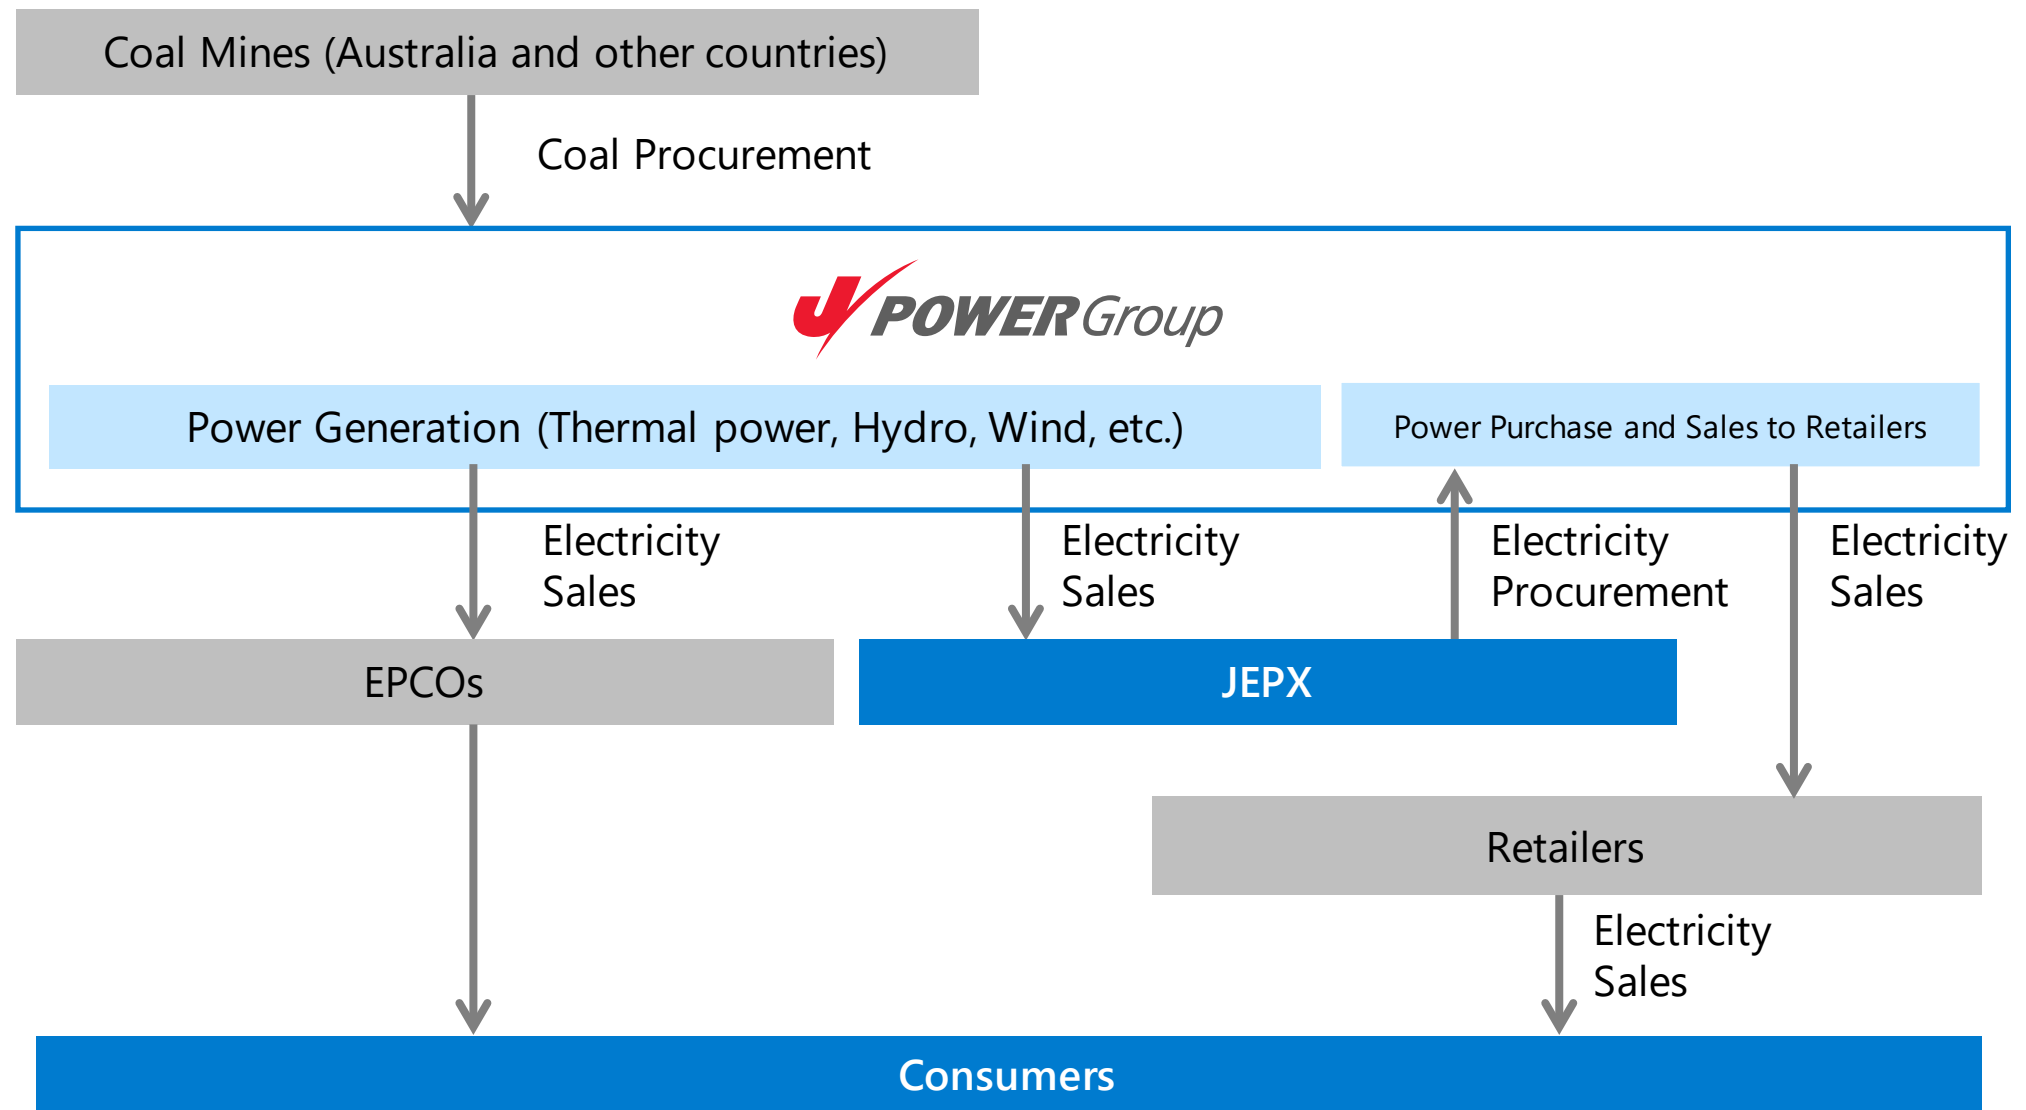 Coal Mines (Australia and other countries)
Coal Procurement
J POWER Group
Power Generation (Thermal power, Hydro, Wind, etc.)
Power Purchase and Sales to Retailers
Electricity
Sales
Electricity
Sales
Electricity
Procurement
Electricity
Sales
EPCOs
JEPX
Retailers
Electricity
Sales
Consumers